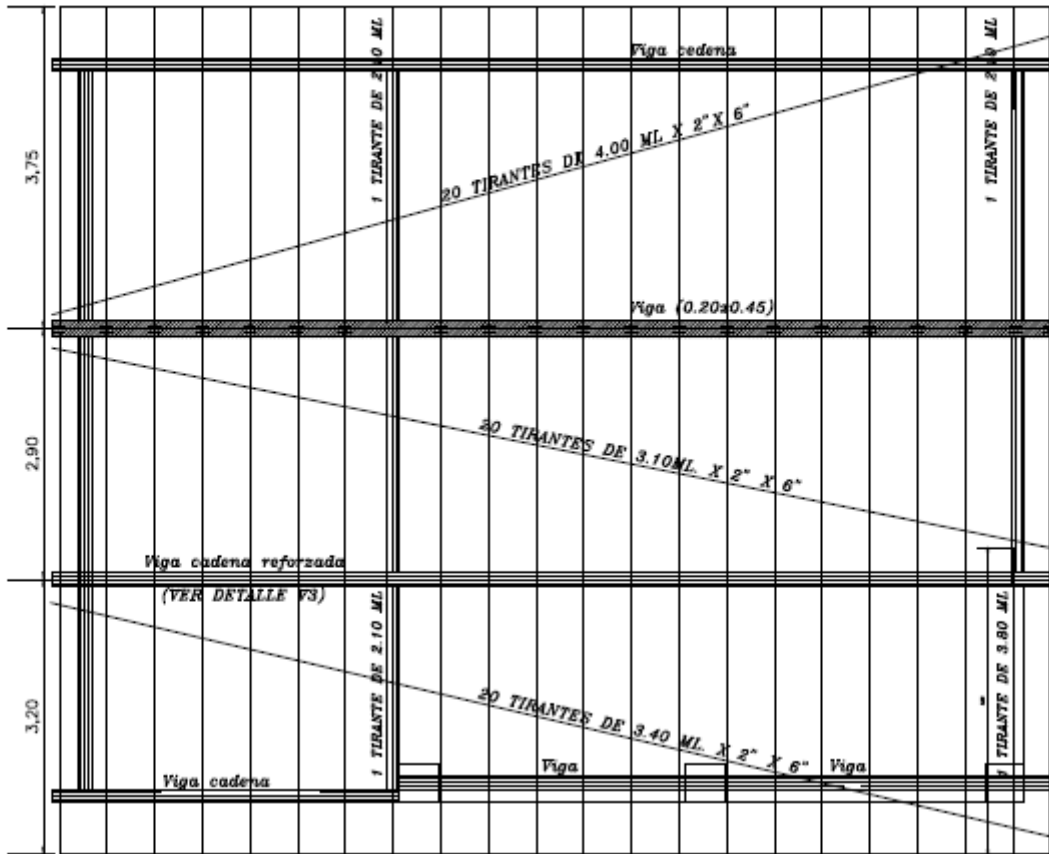 Viga cedena
1 TIRANTE DE 2.10 ML
1 TIRANTE DE 2.10 ML
20 TIRANTES DE 4.00 ML X 2" X 6"
3,75
Viga (0.20x0.45)
20 TIRANTES DE 3.10ML. X 2" X 6"
2,90
Viga cadena reforzada
(VER DETALLE V3)
1 TIRANTE DE 2.10 ML
1 TIRANTE DE 3.80 ML
20 TIRANTES DE 3.40 ML. X 2" X 6"
3,20
Viga
Viga
Viga cadena